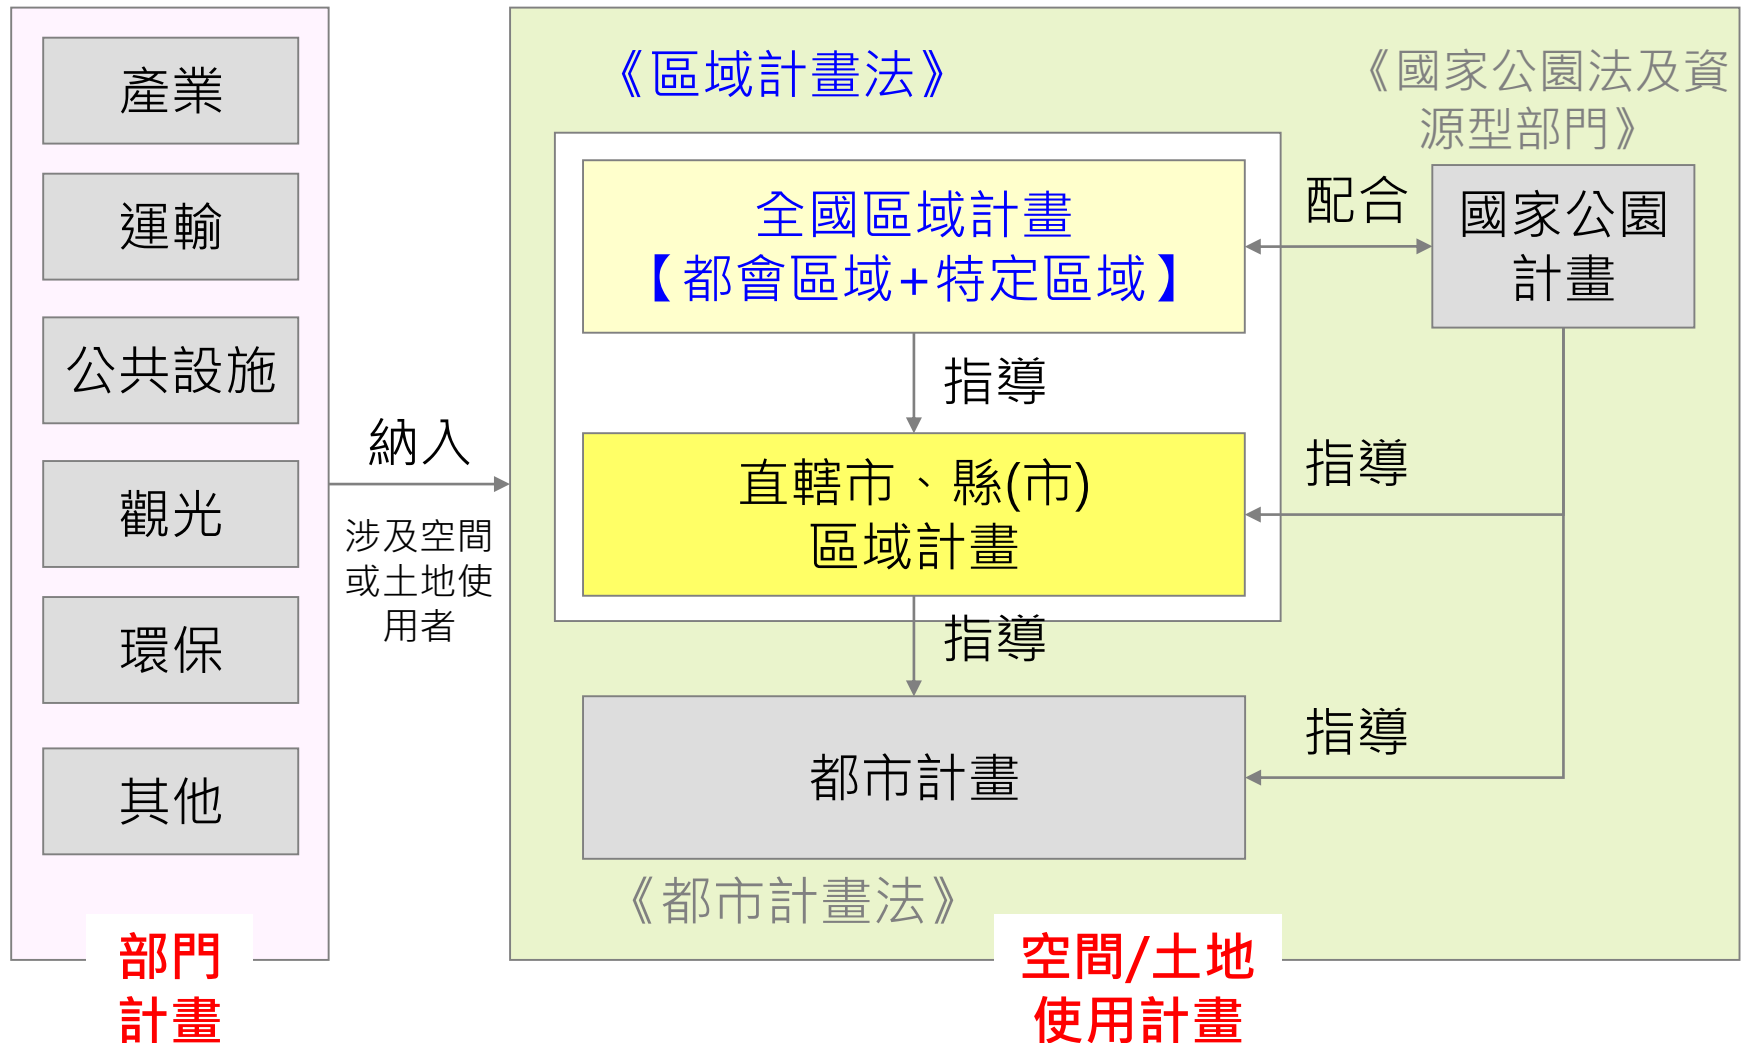 產業
運輸
公共設施
觀光
環保
其他
部門
計畫
納入
涉及空間
或土地使
用者
《區域計畫法》
《國家公園法及資
源型部門》
全國區域計畫
【都會區域+特定區域】
配合
國家公園
計畫
指導
直轄市、縣(市)
區域計畫
指導
指導
都市計畫
指導
《都市計畫法》
空間/土地
使用計畫